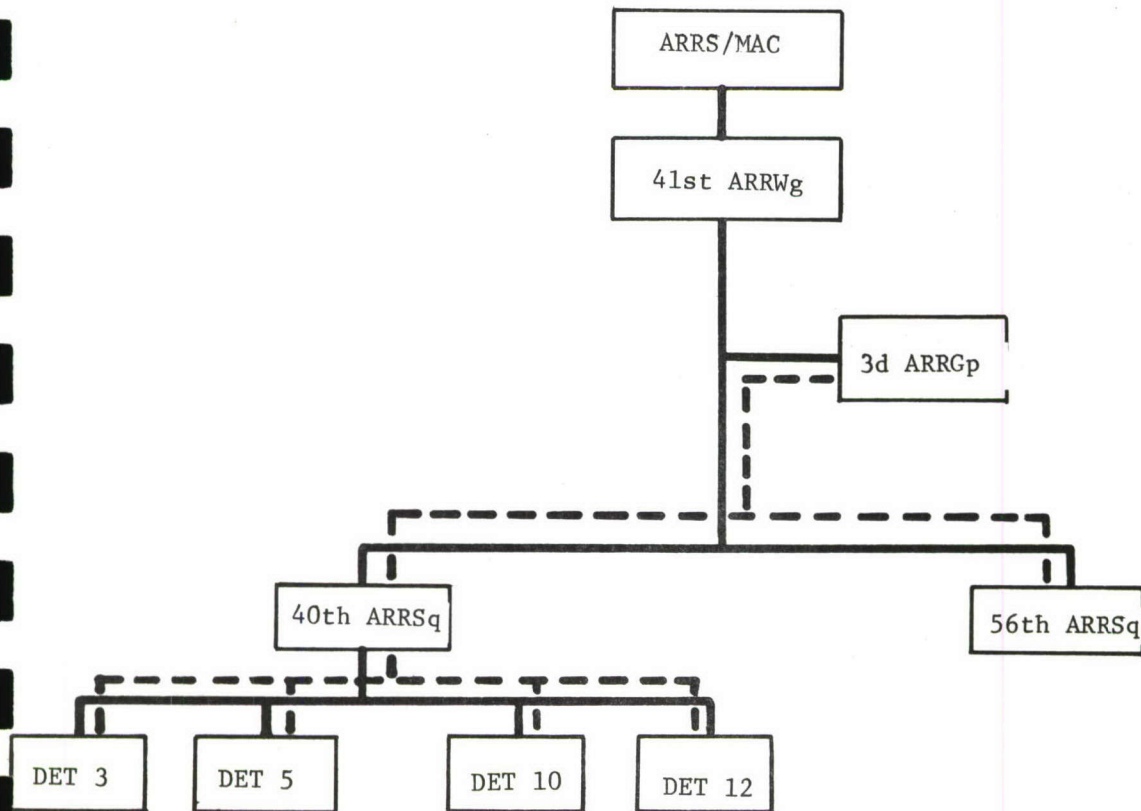 ARRS/MAC
41st ARRWg
3d ARRGp
40th ARRSq
56th ARRSq
DET 3
DET 5
DET 10
DET 12